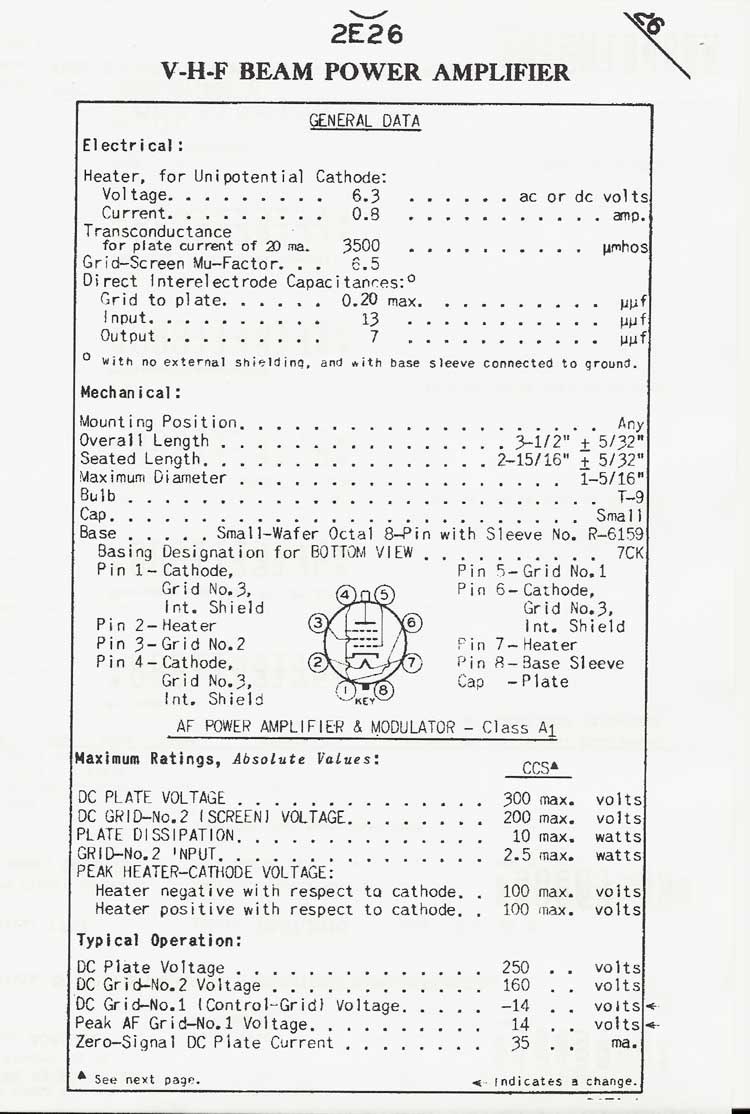 2E26
26
V-H-F BEAM POWER AMPLIFIER
GENERAL DATA
Electrical:
Heater, for Unipotential Cathode:
Voltage. . . . . . . . . 6.3 . . . . . . ac or dc volts
Current. . . . . . . . . 0.8 . . . . . . . . . . . amp.
Transconductance
for plate current of 20 ma. 3500 . . . . . . . . . . µmhos
Grid-Screen Mu-Factor. . . 6.5
Direct Interelectrode Capacitances:°
Grid to plate. . . . . . 0.20 max. . . . . . . . . . µµf
Input. . . . . . . . . . 13 . . . . . . . . . . . µµf
Output . . . . . . . . . 7 . . . . . . . . . . . µµf
° with no external shielding, and with base sleeve connected to ground.
Mechanical:
Mounting Position. . . . . . . . . . . . . . . . . . . . . Any
Overall Length . . . . . . . . . . . . . . . . 3-1/2" ± 5/32"
Seated Length. . . . . . . . . . . . . . . . 2-15/16" ± 5/32"
Maximum Diameter . . . . . . . . . . . . . . . . . . 1-5/16"
Bulb . . . . . . . . . . . . . . . . . . . . . . . . . . . T-9
Cap. . . . . . . . . . . . . . . . . . . . . . . . . . . Small
Base . . . . . Small-Wafer Octal 8-Pin with Sleeve No. R-6159
Basing Designation for BOTTOM VIEW . . . . . . . . . . 7CK
Pin 1 - Cathode,
Grid No.3,
Int. Shield
Pin 2 - Heater
Pin 3 - Grid No.2
Pin 4 - Cathode,
Grid No.3,
Int. Shield
4 5
3 6
2 7
1 8
KEY
Pin 5 - Grid No.1
Pin 6 - Cathode,
Grid No.3,
Int. Shield
Pin 7 - Heater
Pin 8 - Base Sleeve
Cap - Plate
AF POWER AMPLIFIER & MODULATOR - Class A1
Maximum Ratings, Absolute Values:
CCS▲
DC PLATE VOLTAGE . . . . . . . . . . . . . . . 300 max. volts
DC GRID-No.2 (SCREEN) VOLTAGE. . . . . . . . . 200 max. volts
PLATE DISSIPATION. . . . . . . . . . . . . . . 10 max. watts
GRID-No.2 INPUT. . . . . . . . . . . . . . . . 2.5 max. watts
PEAK HEATER-CATHODE VOLTAGE:
Heater negative with respect to cathode. . 100 max. volts
Heater positive with respect to cathode. . 100 max. volts
Typical Operation:
DC Plate Voltage . . . . . . . . . . . . . . . 250 . . volts
DC Grid-No.2 Voltage . . . . . . . . . . . . . 160 . . volts
DC Grid-No.1 (Control-Grid) Voltage. . . . . -14 . . volts ←
Peak AF Grid-No.1 Voltage. . . . . . . . . . . 14 . . volts ←
Zero-Signal DC Plate Current . . . . . . . . 35 . . ma.
▲ See next page.
← Indicates a change.